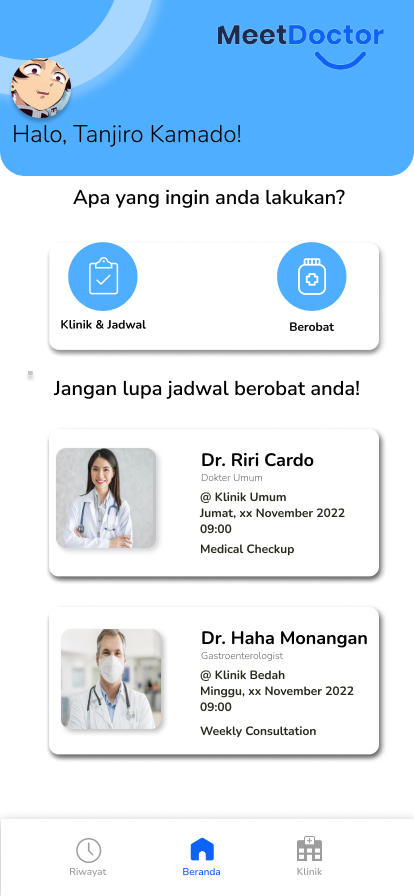 MeetDoctor
Halo, Tanjiro Kamado!
Apa yang ingin anda lakukan?
Klinik & Jadwal
Berobat
Jangan lupa jadwal berobat anda!
Dr. Riri Cardo
Dokter Umum
@ Klinik Umum
Jumat, xx November 2022
09:00
Medical Checkup
Dr. Haha Monangan
Gastroenterologist
@ Klinik Bedah
Minggu, xx November 2022
09:00
Weekly Consultation
Riwayat
Beranda
Klinik